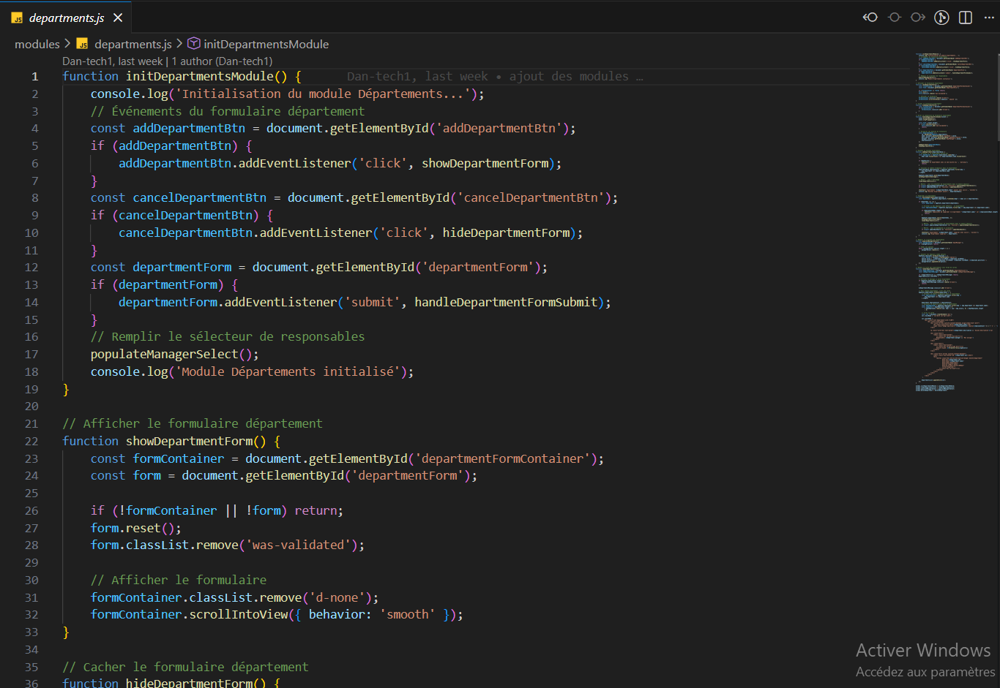 JS departments.js
modules > JS departments.js > initDepartmentsModule
Dan-tech1, last week | 1 author (Dan-tech1)
1 function initDepartmentsModule() { Dan-tech1, last week • ajout des modules …
2 console.log('Initialisation du module Départements...');
3 // Événements du formulaire département
4 const addDepartmentBtn = document.getElementById('addDepartmentBtn');
5 if (addDepartmentBtn) {
6 addDepartmentBtn.addEventListener('click', showDepartmentForm);
7 }
8 const cancelDepartmentBtn = document.getElementById('cancelDepartmentBtn');
9 if (cancelDepartmentBtn) {
10 cancelDepartmentBtn.addEventListener('click', hideDepartmentForm);
11 }
12 const departmentForm = document.getElementById('departmentForm');
13 if (departmentForm) {
14 departmentForm.addEventListener('submit', handleDepartmentFormSubmit);
15 }
16 // Remplir le sélecteur de responsables
17 populateManagerSelect();
18 console.log('Module Départements initialisé');
19 }
20
21 // Afficher le formulaire département
22 function showDepartmentForm() {
23 const formContainer = document.getElementById('departmentFormContainer');
24 const form = document.getElementById('departmentForm');
25
26 if (!formContainer || !form) return;
27 form.reset();
28 form.classList.remove('was-validated');
29
30 // Afficher le formulaire
31 formContainer.classList.remove('d-none');
32 formContainer.scrollIntoView({ behavior: 'smooth' });
33 }
34
35 // Cacher le formulaire département
36 function hideDepartmentForm() {
Activer Windows
Accédez aux paramètres